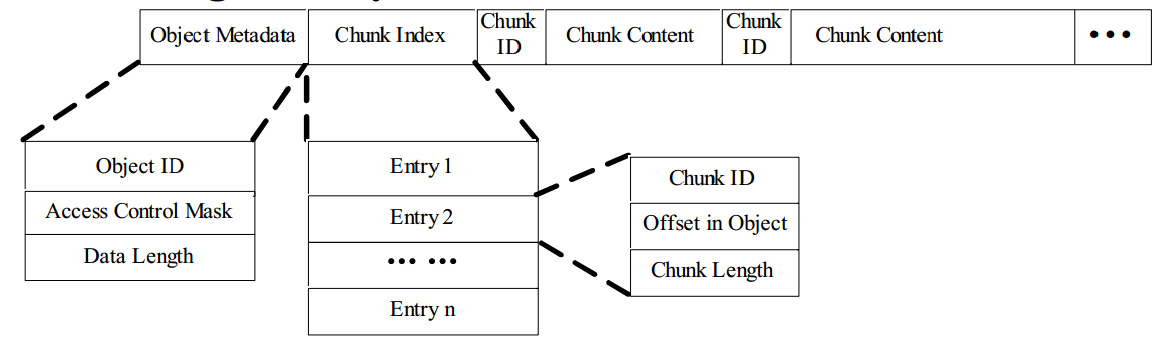 Object Metadata
Chunk Index
Chunk
ID
Chunk Content
Chunk
ID
Chunk Content
•••
Object ID
Access Control Mask
Data Length
Entry 1
Entry 2
••• •••
Entry n
Chunk ID
Offset in Object
Chunk Length